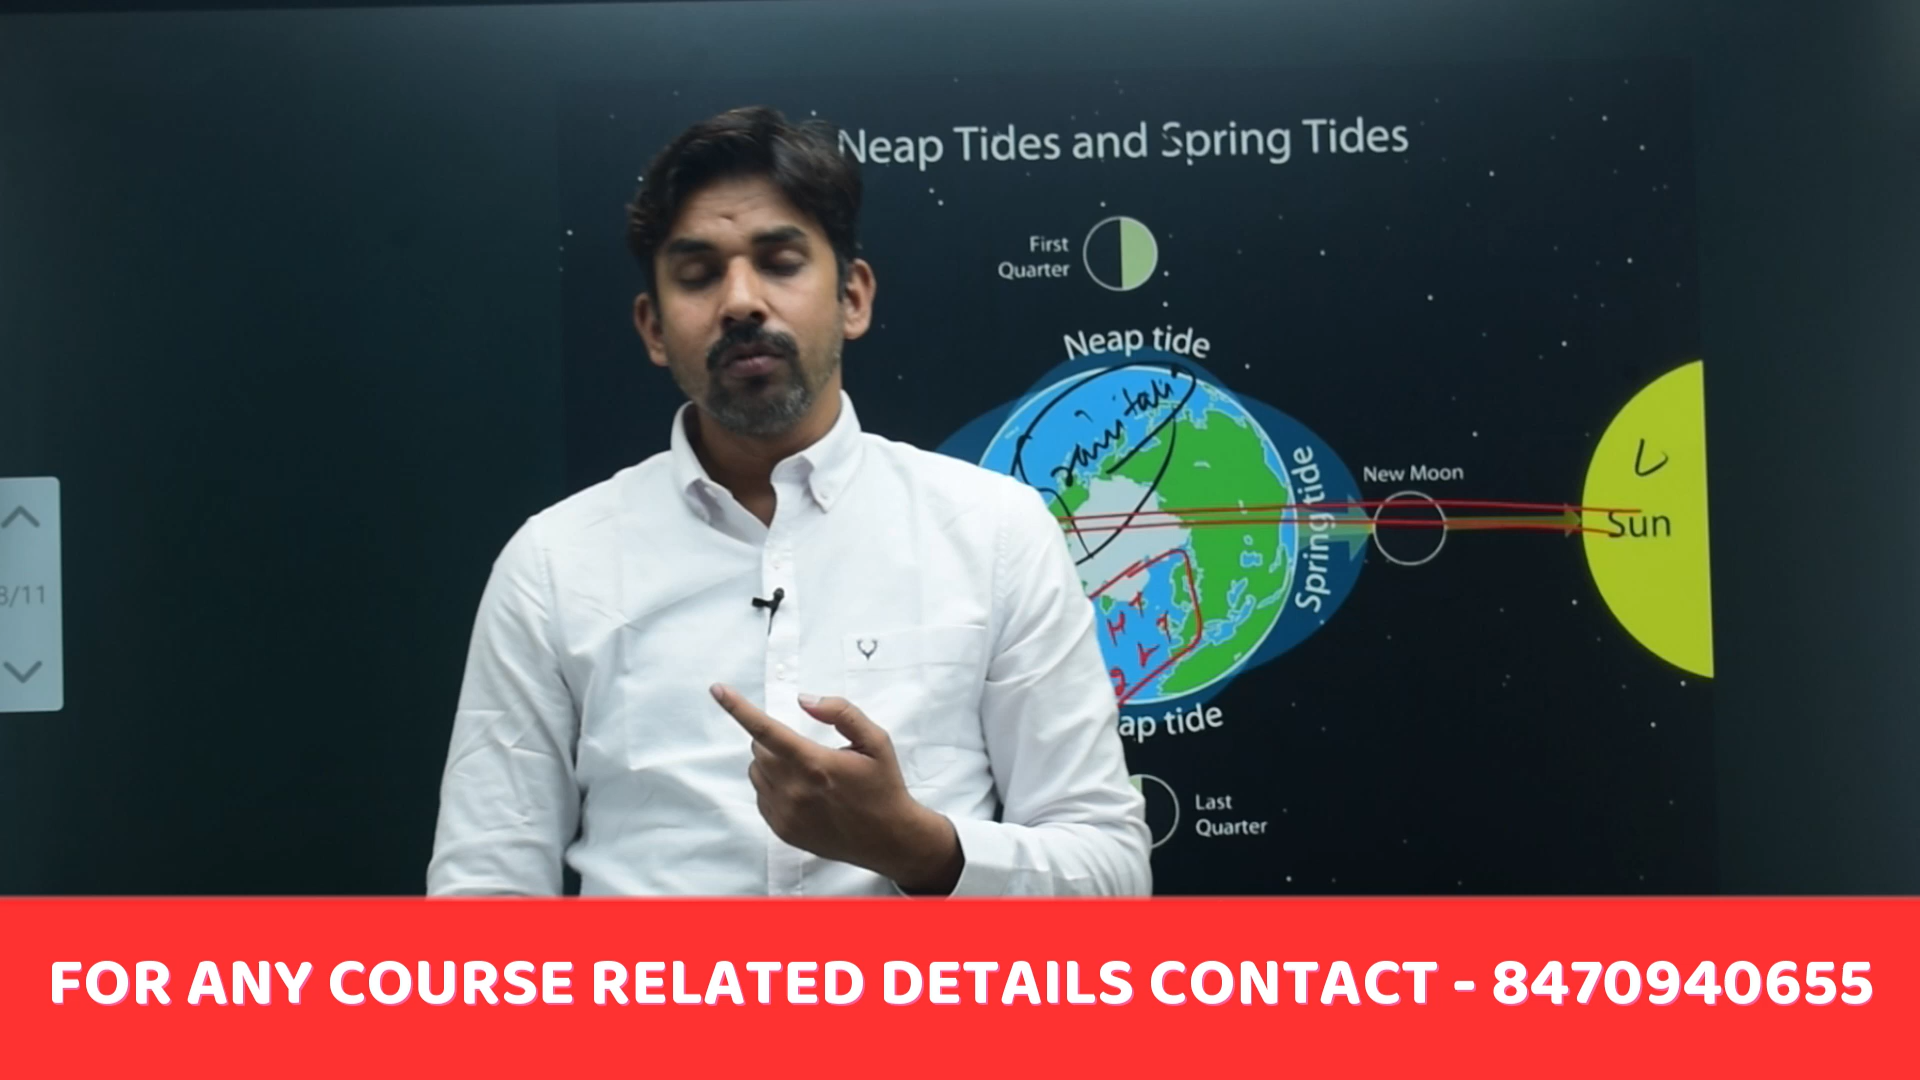 Neap Tides and Spring Tides
First
Quarter
Neap tide
New Moon
Spring tide
Sun
L
3/11
H T
L T
2
ap tide
Last
Quarter
FOR ANY COURSE RELATED DETAILS CONTACT - 8470940655